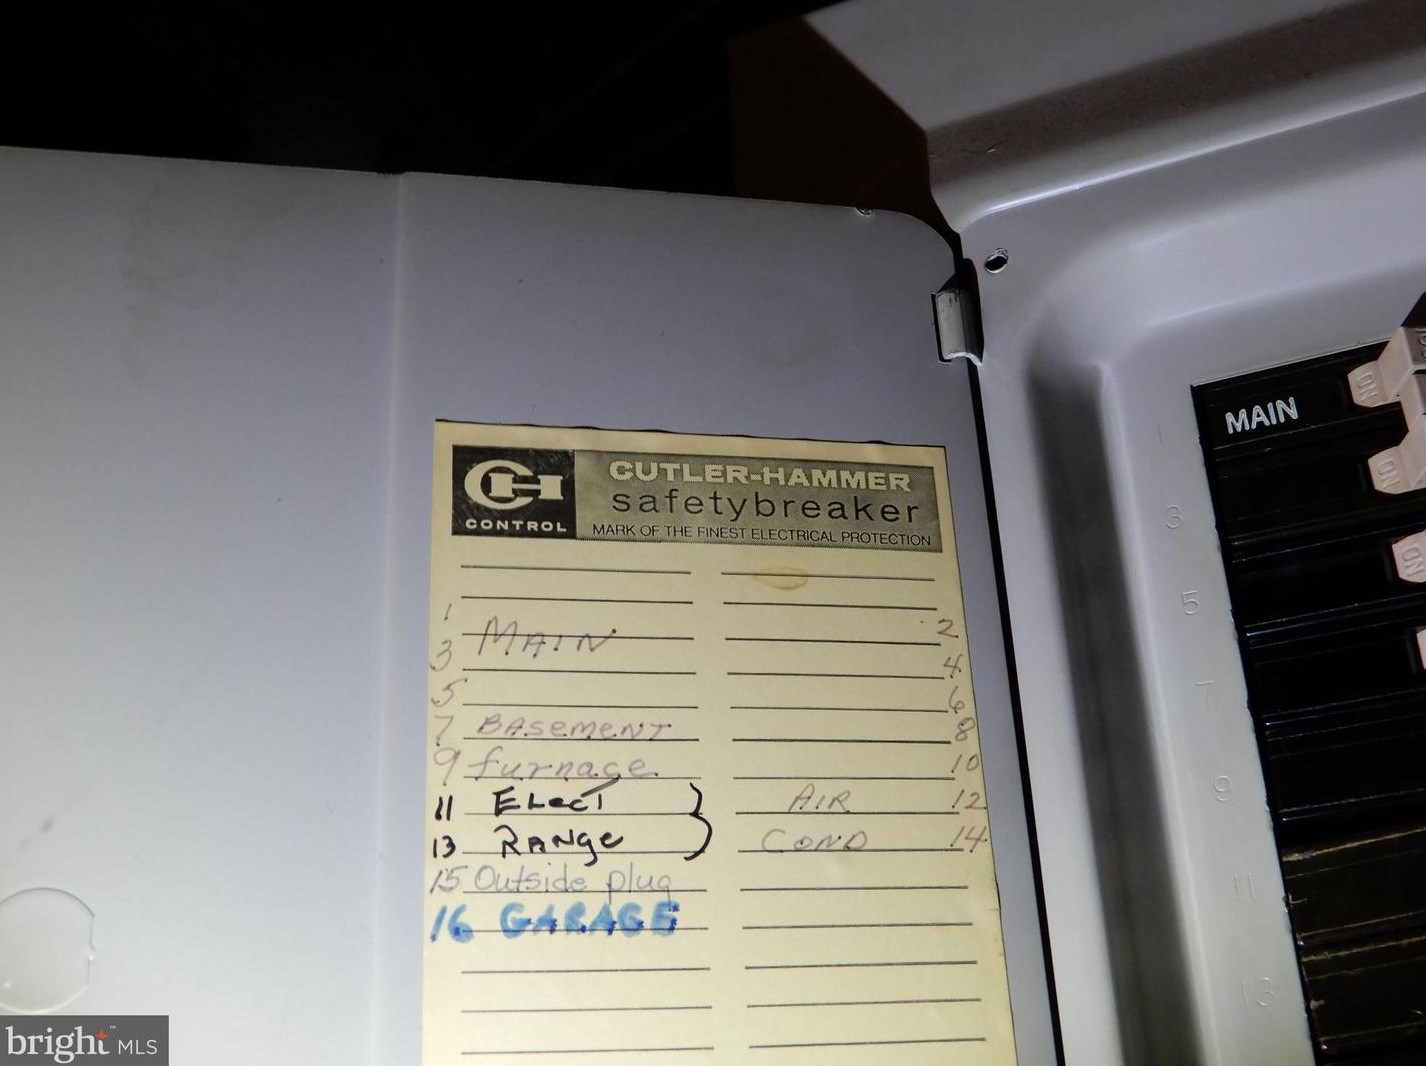 CH CUTLER-HAMMER
safetybreaker
CONTROL MARK OF THE FINEST ELECTRICAL PROTECTION
1 2
MAIN
3 4
5 6
7 BASEMENT 8
9 furnage 10
11 ELECT AIR 12
13 RANGe COND 14
15 Outside plug
16 GARAGE
MAIN
ON
ON
ON
1
3
5
7
9
11
13
bright MLS